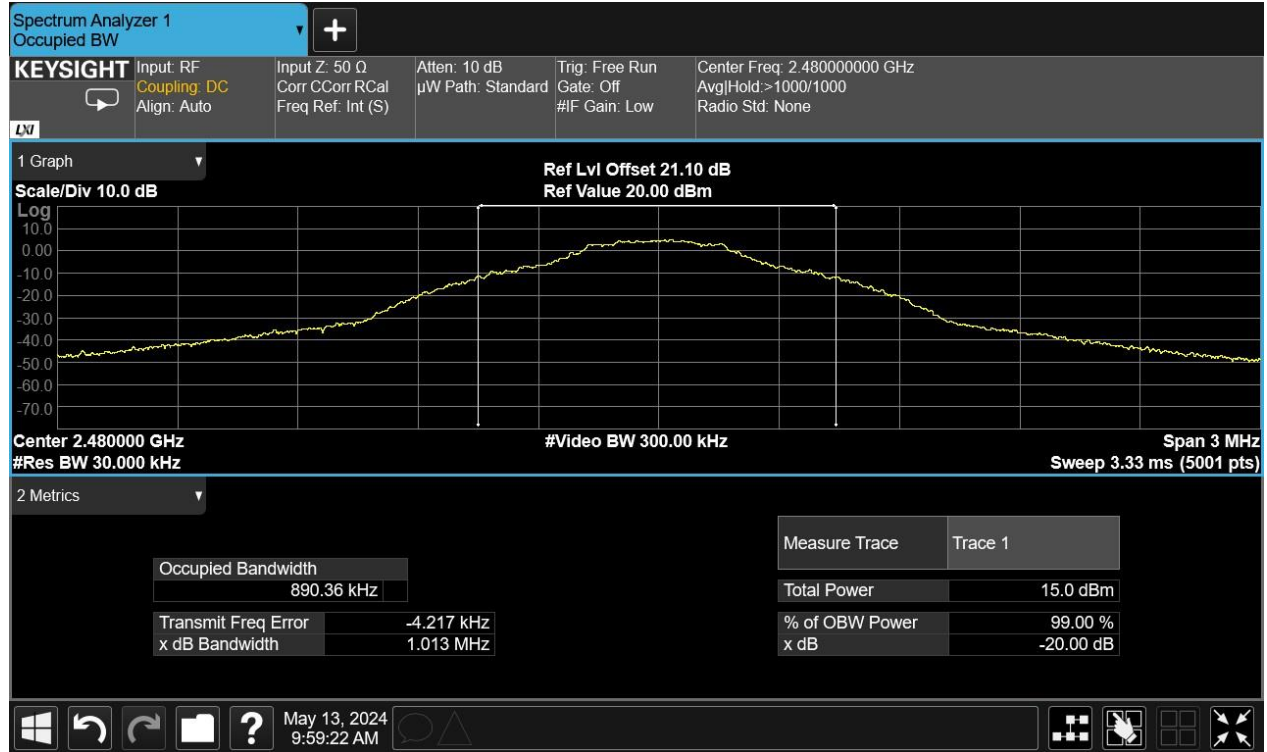 Spectrum Analyzer 1
Occupied BW
+
KEYSIGHT
LXI
Input: RF
Coupling: DC
Align: Auto
Input Z: 50 Ω
Corr CCorr RCal
Freq Ref: Int (S)
Atten: 10 dB
µW Path: Standard
Trig: Free Run
Gate: Off
#IF Gain: Low
Center Freq: 2.480000000 GHz
Avg|Hold:>1000/1000
Radio Std: None
1 Graph
Scale/Div 10.0 dB
Ref Lvl Offset 21.10 dB
Ref Value 20.00 dBm
Log
10.0
0.00
-10.0
-20.0
-30.0
-40.0
-50.0
-60.0
-70.0
Center 2.480000 GHz
#Video BW 300.00 kHz
Span 3 MHz
#Res BW 30.000 kHz
Sweep 3.33 ms (5001 pts)
2 Metrics
Measure Trace
Trace 1
Occupied Bandwidth
890.36 kHz
Total Power
15.0 dBm
Transmit Freq Error
-4.217 kHz
% of OBW Power
99.00 %
x dB Bandwidth
1.013 MHz
x dB
-20.00 dB
?
May 13, 2024
9:59:22 AM